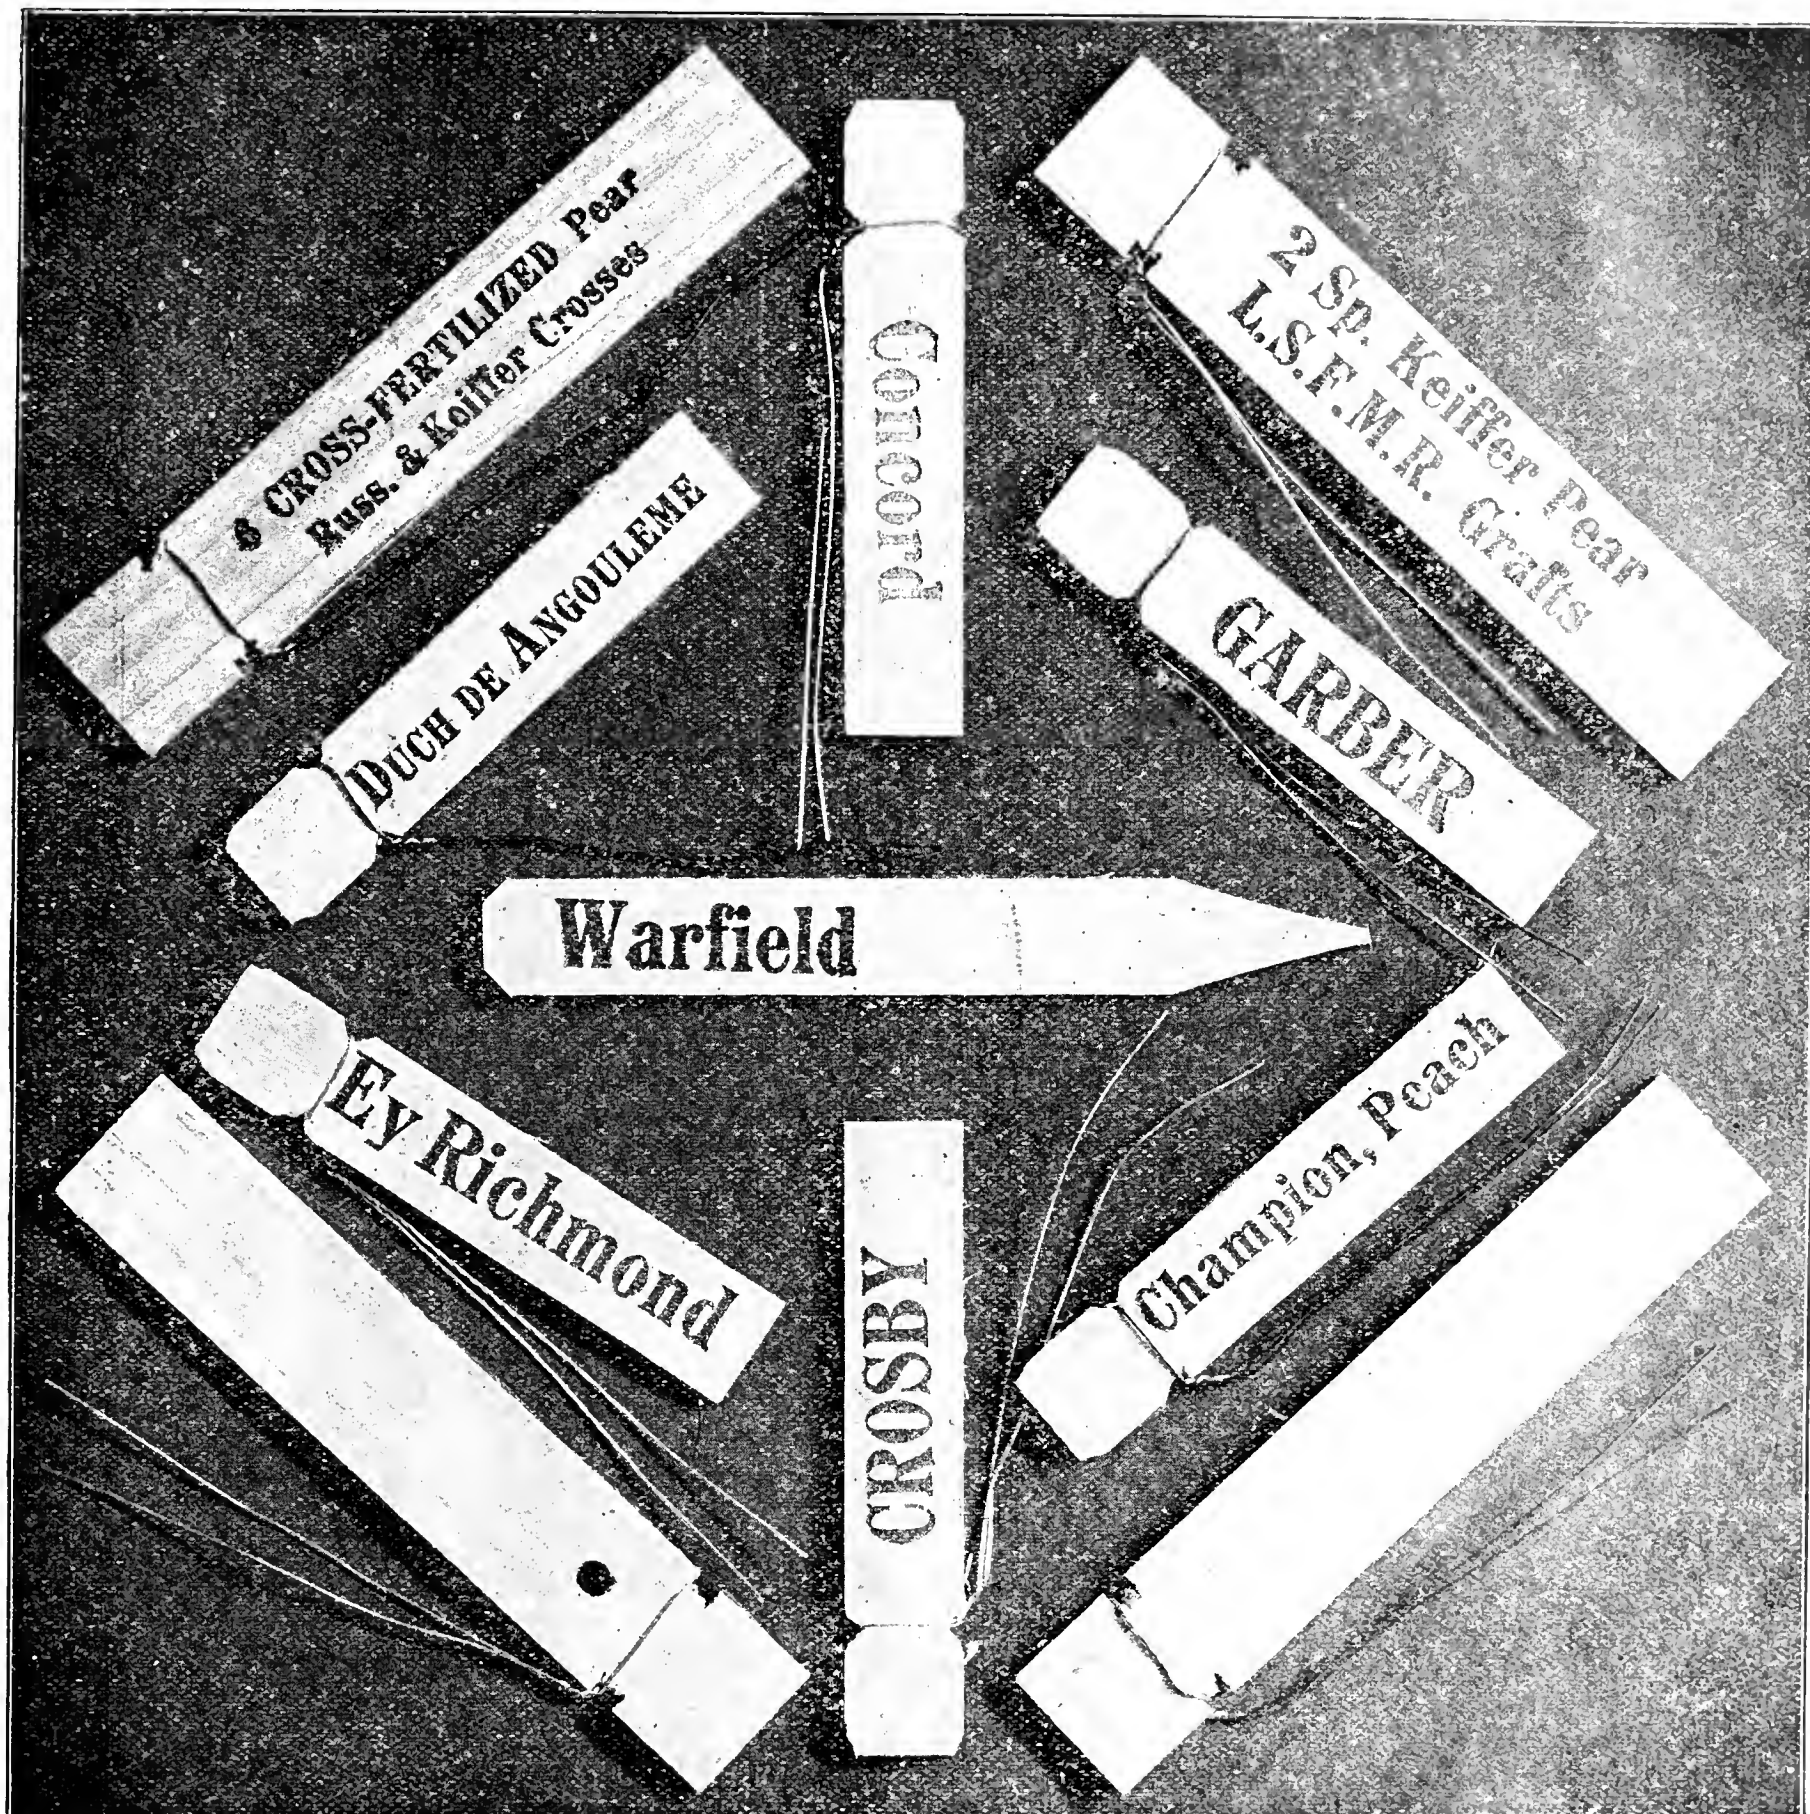 6 CROSS-FERTILIZED Pear
Russ. & Keiffer Crosses
Concord
2 Sp. Keiffer Pear
L.S.F.M.R. Grafts
DUCH DE ANGOULEME
GARBER
Warfield
Ey Richmond
Champion, Peach
CROSBY